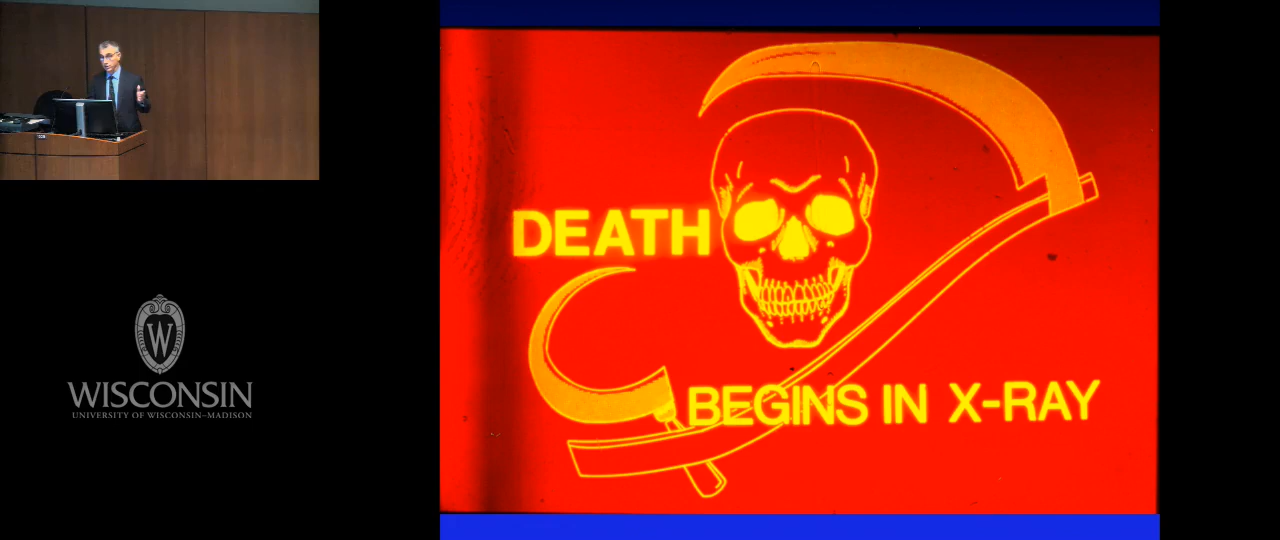 DEATH
BEGINS IN X-RAY
W
WISCONSIN
UNIVERSITY OF WISCONSIN–MADISON